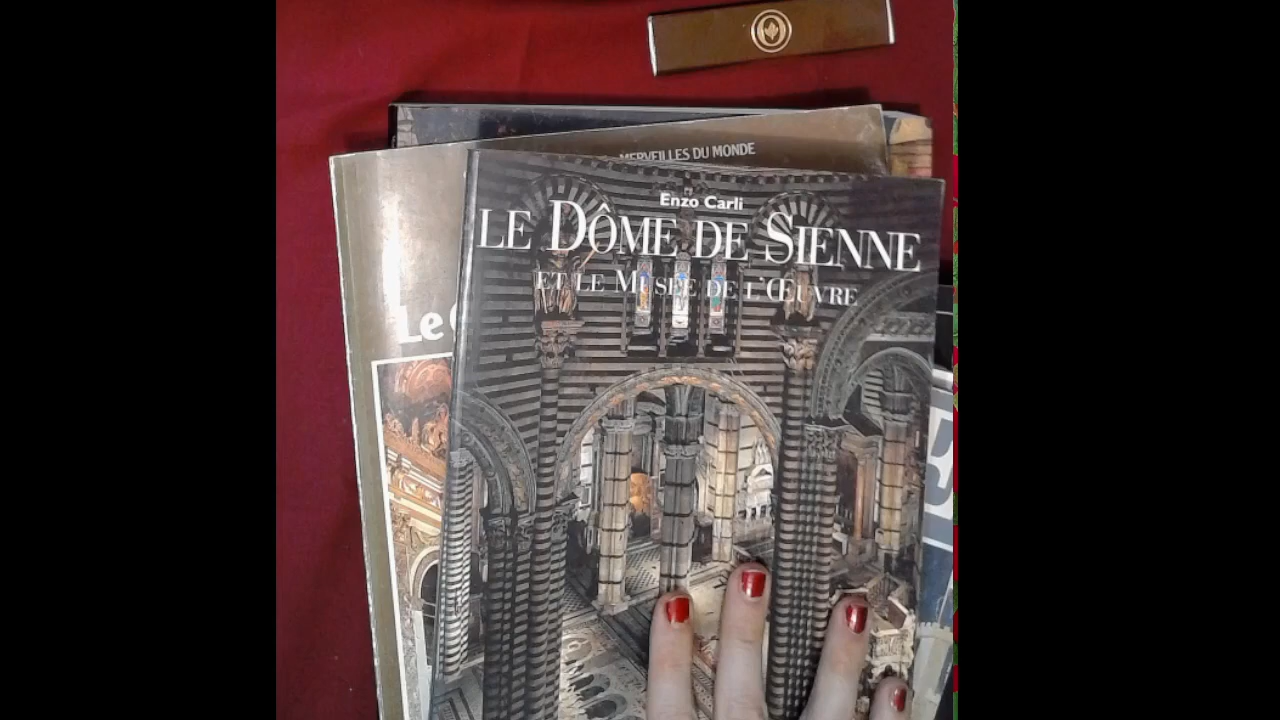 MERVEILLES DU MONDE
Enzo Carli
LE DÔME DE SIENNE
ET LE MUSÉE DE L'ŒUVRE
Le